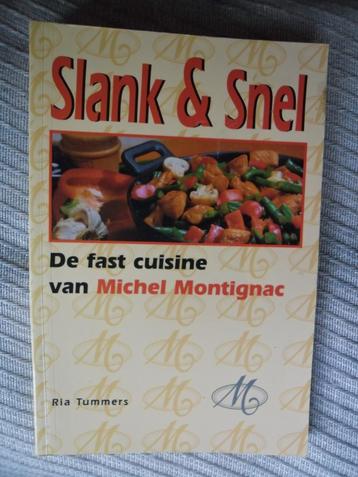 Slank & Snel
De fast cuisine
van Michel Montignac
Ria Tummers
M